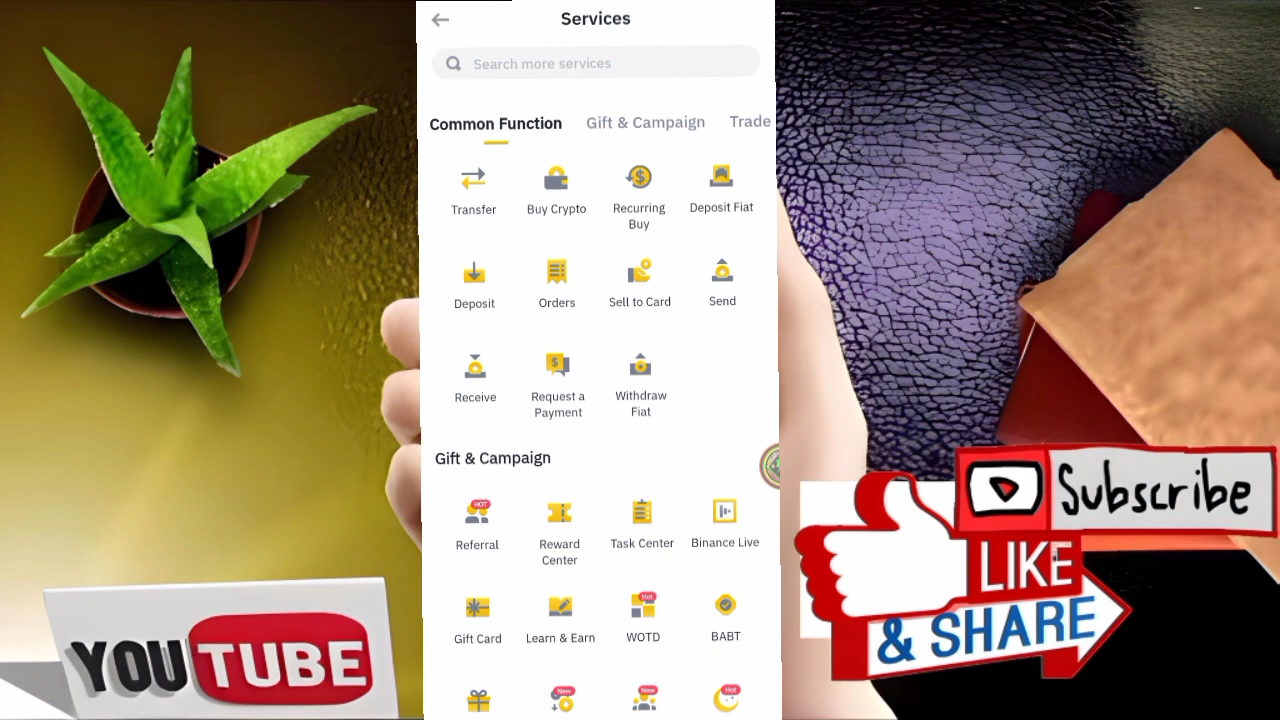 Services
Search more services
Common Function Gift & Campaign Trade
Transfer Buy Crypto Recurring Buy Deposit Fiat
Deposit Orders Sell to Card Send
Receive Request a Payment Withdraw Fiat
Gift & Campaign
HOT
Referral Reward Center Task Center Binance Live
Hot
Gift Card Learn & Earn WOTD BABT
New New Hot
YOUTUBE
Subscribe
LIKE
& SHARE